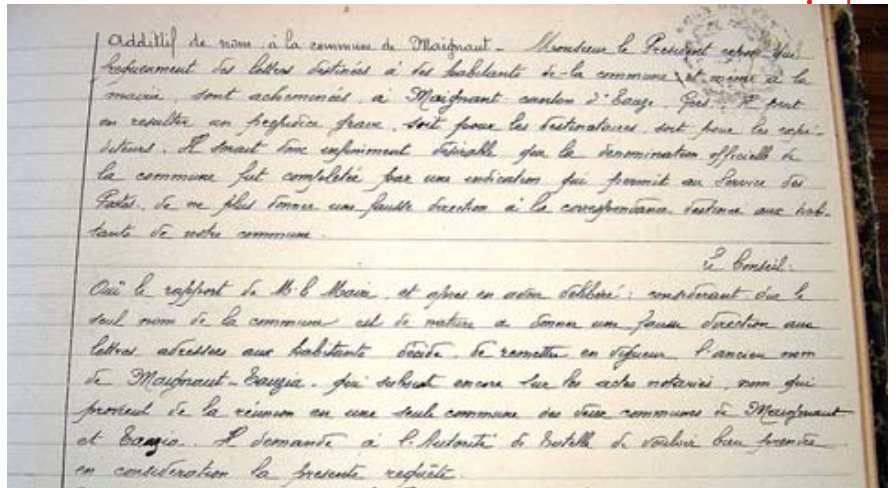 Additif de nom à la commune de Maignaut - Monsieur le Président expose que
fréquemment des lettres destinées à des habitants de la commune et même à la
mairie, sont acheminées, à Maignant canton d'Eauze, Gers. Il peut
en resulter un préjudice grave, soit pour les destinataires, soit pour les expé-
diteurs. Il serait donc infiniment désirable que la dénomination officielle de
la commune fut complétée par une indication qui permit au Service des
Postes, de ne plus donner une fausse direction à la correspondance destinée aux habi-
tants de notre commune.
Le Conseil:
Ouï le rapport de M. le Maire, et après en avoir délibéré: considérant que le
seul nom de la commune est de nature à donner une fausse direction aux
lettres adressées aux habitants décide, de remettre en vigueur l'ancien nom
de Maignaut-Tauzia, qui subsiste encore sur les actes notariés, nom qui
provient de la réunion en une seule commune des deux communes de Maignaut
et Tauzia. Il demande à l'Autorité de Tutelle de vouloir bien prendre
en considération la présente requête.